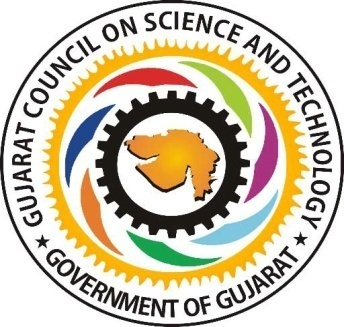 GUJARAT COUNCIL ON SCIENCE AND TECHNOLOGY
★ GOVERNMENT OF GUJARAT ★